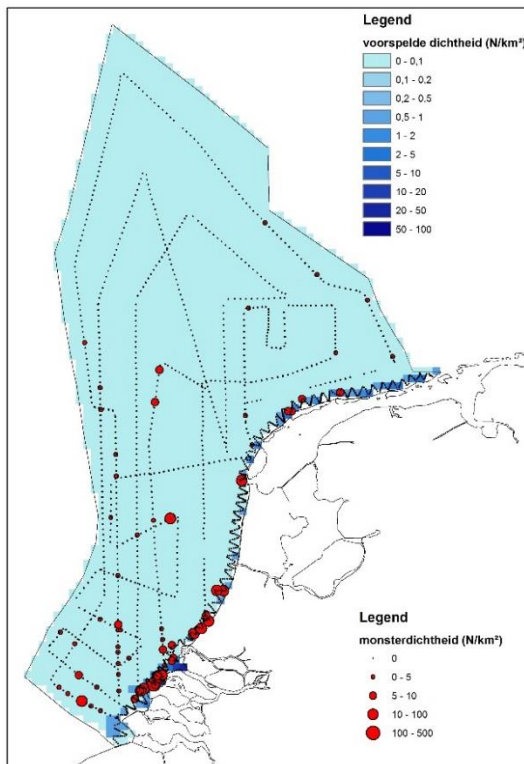 Legend
voorspelde dichtheid (N/km²)
0 - 0,1
0,1 - 0.2
0,2 - 0.5
0,5 - 1
1 - 2
2 - 5
5 - 10
10 - 20
20 - 50
50 - 100
Legend
monsterdichtheid (N/km²)
0
0 - 5
5 - 10
10 - 100
100 - 500